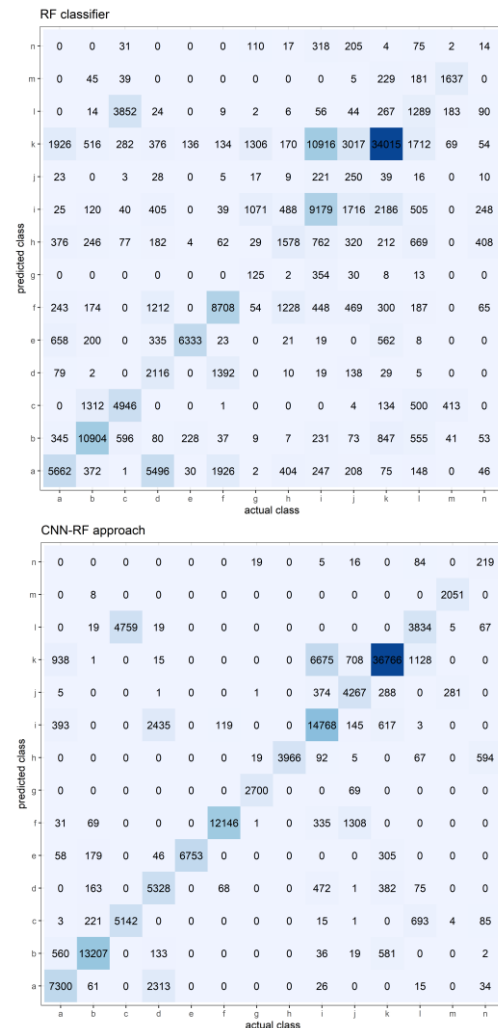 RF classifier
n 0 0 31 0 0 0 110 17 318 205 4 75 2 14
m 0 45 39 0 0 0 0 0 0 5 229 181 1637 0
l 0 14 3852 24 0 9 2 6 56 44 267 1289 183 90
k 1926 516 282 376 136 134 1306 170 10916 3017 34015 1712 69 54
j 23 0 3 28 0 5 17 9 221 250 39 16 0 10
i 25 120 40 405 0 39 1071 488 9179 1716 2186 505 0 248
h 376 246 77 182 4 62 29 1578 762 320 212 669 0 408
g 0 0 0 0 0 0 125 2 354 30 8 13 0 0
f 243 174 0 1212 0 8708 54 1228 448 469 300 187 0 65
e 658 200 0 335 6333 23 0 21 19 0 562 8 0 0
d 79 2 0 2116 0 1392 0 10 19 138 29 5 0 0
c 0 1312 4946 0 0 1 0 0 0 4 134 500 413 0
b 345 10904 596 80 228 37 9 7 231 73 847 555 41 53
a 5662 372 1 5496 30 1926 2 404 247 208 75 148 0 46
a b c d e f g h i j k l m n
actual class
predicted class
CNN-RF approach
n 0 0 0 0 0 0 19 0 5 16 0 84 0 219
m 0 8 0 0 0 0 0 0 0 0 0 0 2051 0
l 0 19 4759 19 0 0 0 0 0 0 0 3834 5 67
k 938 1 0 15 0 0 0 0 6675 708 36766 1128 0 0
j 5 0 0 1 0 0 1 0 374 4267 288 0 281 0
i 393 0 0 2435 0 119 0 0 14768 145 617 3 0 0
h 0 0 0 0 0 0 19 3966 92 5 0 67 0 594
g 0 0 0 0 0 0 2700 0 0 69 0 0 0 0
f 31 69 0 0 0 12146 1 0 335 1308 0 0 0 0
e 58 179 0 46 6753 0 0 0 0 0 305 0 0 0
d 0 163 0 5328 0 68 0 0 472 1 382 75 0 0
c 3 221 5142 0 0 0 0 0 15 1 0 693 4 85
b 560 13207 0 133 0 0 0 0 36 19 581 0 0 2
a 7300 61 0 2313 0 0 0 0 26 0 0 15 0 34
a b c d e f g h i j k l m n
actual class
predicted class